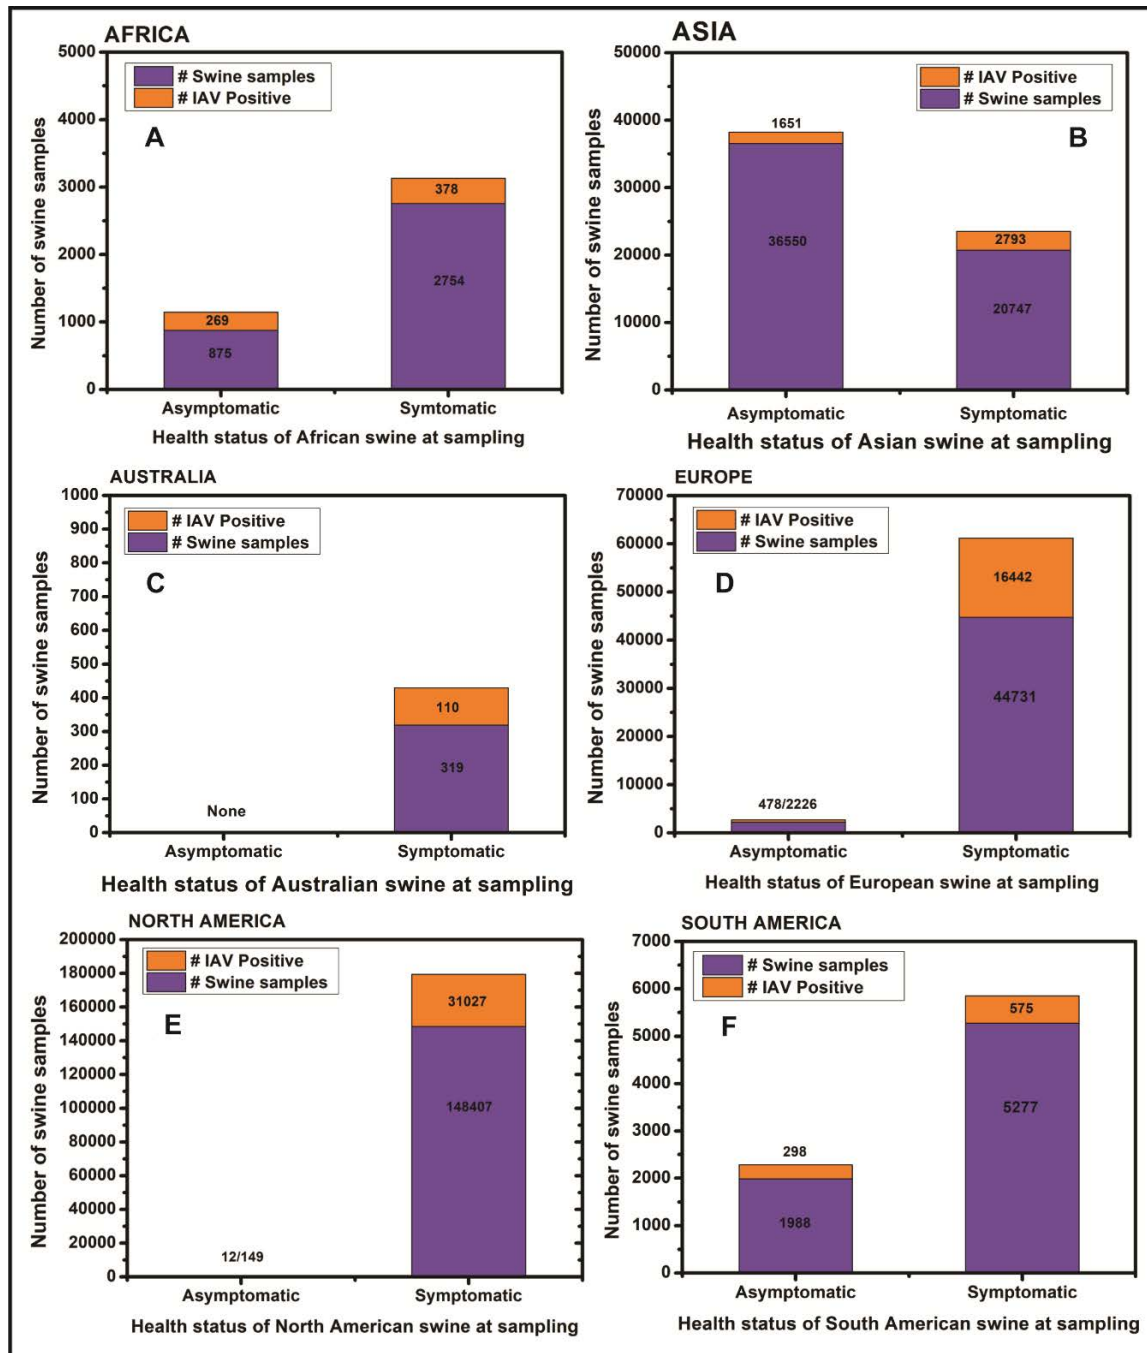 AFRICA
5000
4000
3000
2000
1000
0
Number of swine samples
# Swine samples
# IAV Positive
A
269
875
378
2754
Asymptomatic
Symtomatic
Health status of African swine at sampling
ASIA
50000
40000
30000
20000
10000
0
Number of swine samples
# IAV Positive
# Swine samples
B
1651
36550
2793
20747
Asymptomatic
Symptomatic
Health status of Asian swine at sampling
AUSTRALIA
1000
900
800
700
600
500
400
300
200
100
0
Number of swine samples
# IAV Positive
# Swine samples
C
None
110
319
Asymptomatic
Symptomatic
Health status of Australian swine at sampling
EUROPE
70000
60000
50000
40000
30000
20000
10000
0
Number of swine samples
# IAV Positive
# Swine samples
D
478/2226
16442
44731
Asymptomatic
Symptomatic
Health status of European swine at sampling
NORTH AMERICA
200000
180000
160000
140000
120000
100000
80000
60000
40000
20000
0
Number of swine samples
# IAV Positive
# Swine samples
E
12/149
31027
148407
Asymptomatic
Symptomatic
Health status of North American swine at sampling
SOUTH AMERICA
7000
6000
5000
4000
3000
2000
1000
0
Number of swine samples
# Swine samples
# IAV Positive
F
298
1988
575
5277
Asymptomatic
Symptomatic
Health status of South American swine at sampling